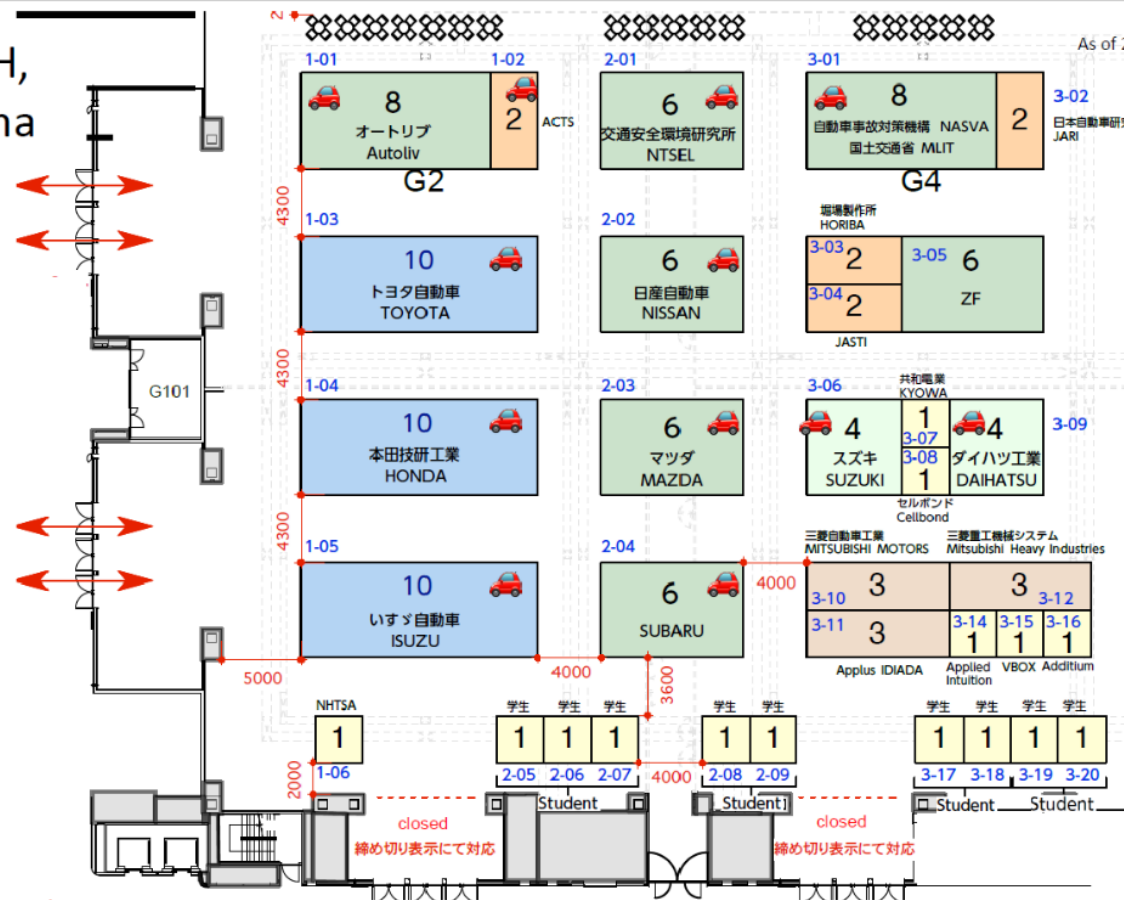 2
H,
na
As of 2
1-01
1-02
8
オートリブ
Autoliv
2
ACTS
2-01
6
交通安全環境研究所
NTSEL
3-01
8
自動車事故対策機構 NASVA
国土交通省 MLIT
2
3-02
日本自動車研
JARI
G2
G4
4300
1-03
10
トヨタ自動車
TOYOTA
2-02
6
日産自動車
NISSAN
堀場製作所
HORIBA
3-03
2
3-04
2
JASTI
3-05
6
ZF
4300
G101
1-04
10
本田技研工業
HONDA
2-03
6
マツダ
MAZDA
3-06
4
スズキ
SUZUKI
共和電業
KYOWA
1
3-07
3-08
1
セルボンド
Cellbond
4
ダイハツ工業
DAIHATSU
3-09
4300
1-05
10
いすゞ自動車
ISUZU
2-04
6
SUBARU
4000
三菱自動車工業
MITSUBISHI MOTORS
3
3-10
3-11
3
Applus IDIADA
三菱重工機械システム
Mitsubishi Heavy Industries
3
3-12
3-14
1
Applied
Intuition
3-15
1
VBOX
3-16
1
Additium
5000
4000
3600
NHTSA
1
1-06
2000
学生 学生 学生
1 1 1
2-05 2-06 2-07
Student
4000
学生 学生
1 1
2-08 2-09
Student
学生 学生 学生 学生
1 1 1 1
3-17 3-18 3-19 3-20
Student Student
closed
締め切り表示にて対応
closed
締め切り表示にて対応